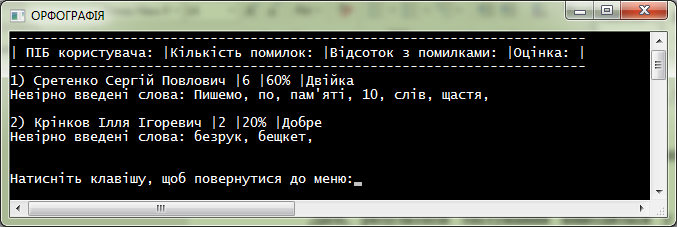 ОРФОГРАФІЯ
| ПІБ користувача: |Кількість помилок: |Відсоток з помилками: |Оцінка: |
1) Сретенко Сергій Повлович |6 |60% |Двійка
Невірно введені слова: Пишемо, по, пам'яті, 10, слів, щастя,
2) Крінков Ілля Ігоревич |2 |20% |Добре
Невірно введені слова: безрук, бещкет,
Натисніть клавішу, щоб повернутися до меню: